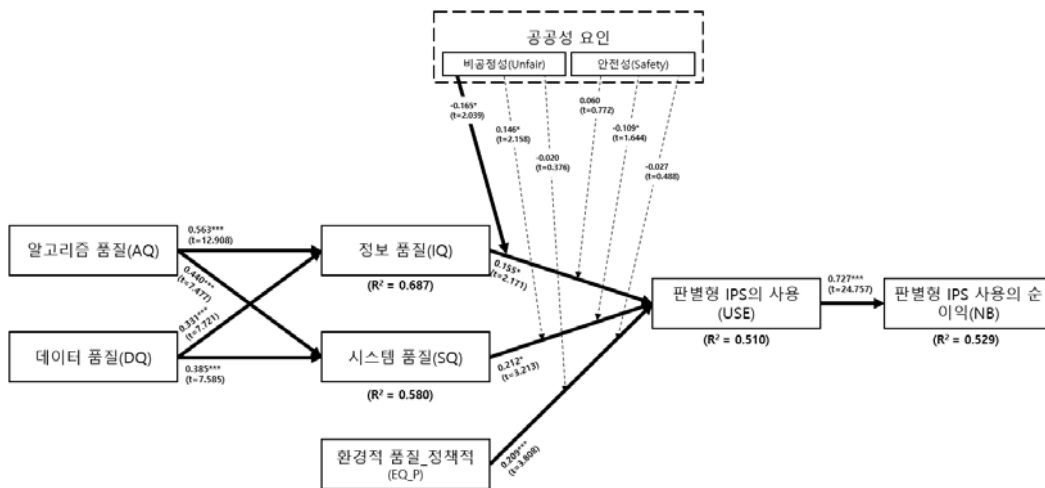 공공성 요인
비공정성(Unfair)
안전성(Safety)
-0.165*
(t=2.039)
0.146*
(t=2.158)
-0.020
(t=0.376)
0.060
(t=0.772)
-0.109*
(t=1.644)
-0.027
(t=0.488)
알고리즘 품질(AQ)
0.563***
(t=12.908)
0.440***
(t=7.477)
정보 품질(IQ)
(R² = 0.687)
0.155*
(t=2.171)
데이터 품질(DQ)
0.331***
(t=7.721)
0.385***
(t=7.585)
시스템 품질(SQ)
(R² = 0.580)
0.212*
(t=3.213)
환경적 품질_정책적
(EQ_P)
0.209***
(t=3.808)
판별형 IPS의 사용
(USE)
(R² = 0.510)
0.727***
(t=24.757)
판별형 IPS 사용의 순
이익(NB)
(R² = 0.529)